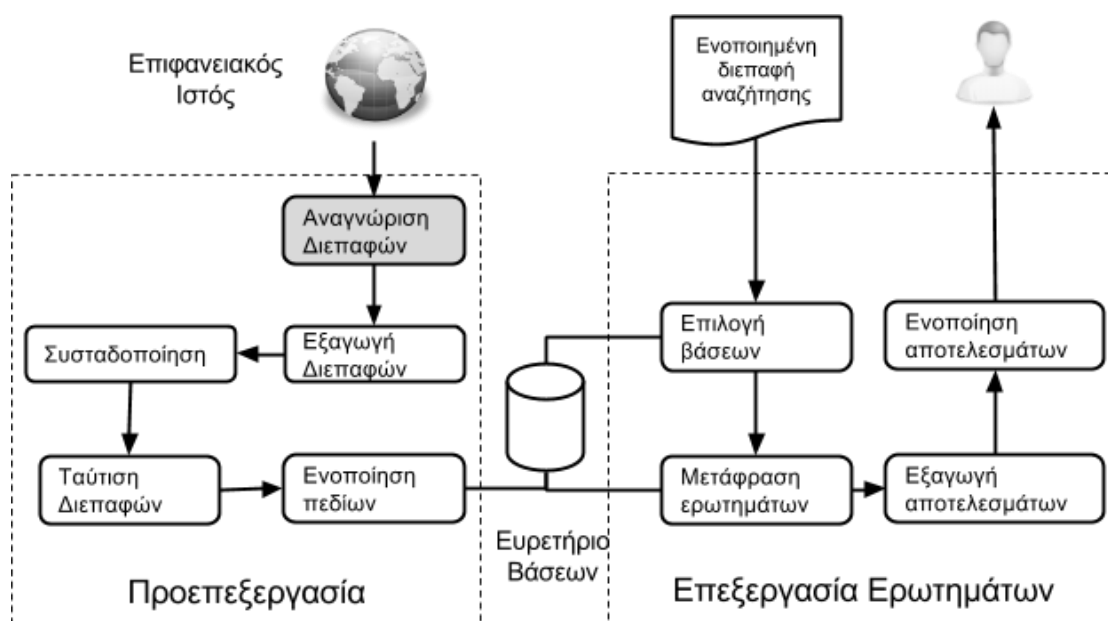 Επιφανειακός
Ιστός
Αναγνώριση
Διεπαφών
Εξαγωγή
Διεπαφών
Συσταδοποίηση
Ταύτιση
Διεπαφών
Ενοποίηση
πεδίων
Προεπεξεργασία
Ευρετήριο
Βάσεων
Ενοποιημένη
διεπαφή
αναζήτησης
Επιλογή
βάσεων
Μετάφραση
ερωτημάτων
Εξαγωγή
αποτελεσμάτων
Ενοποίηση
αποτελεσμάτων
Επεξεργασία Ερωτημάτων